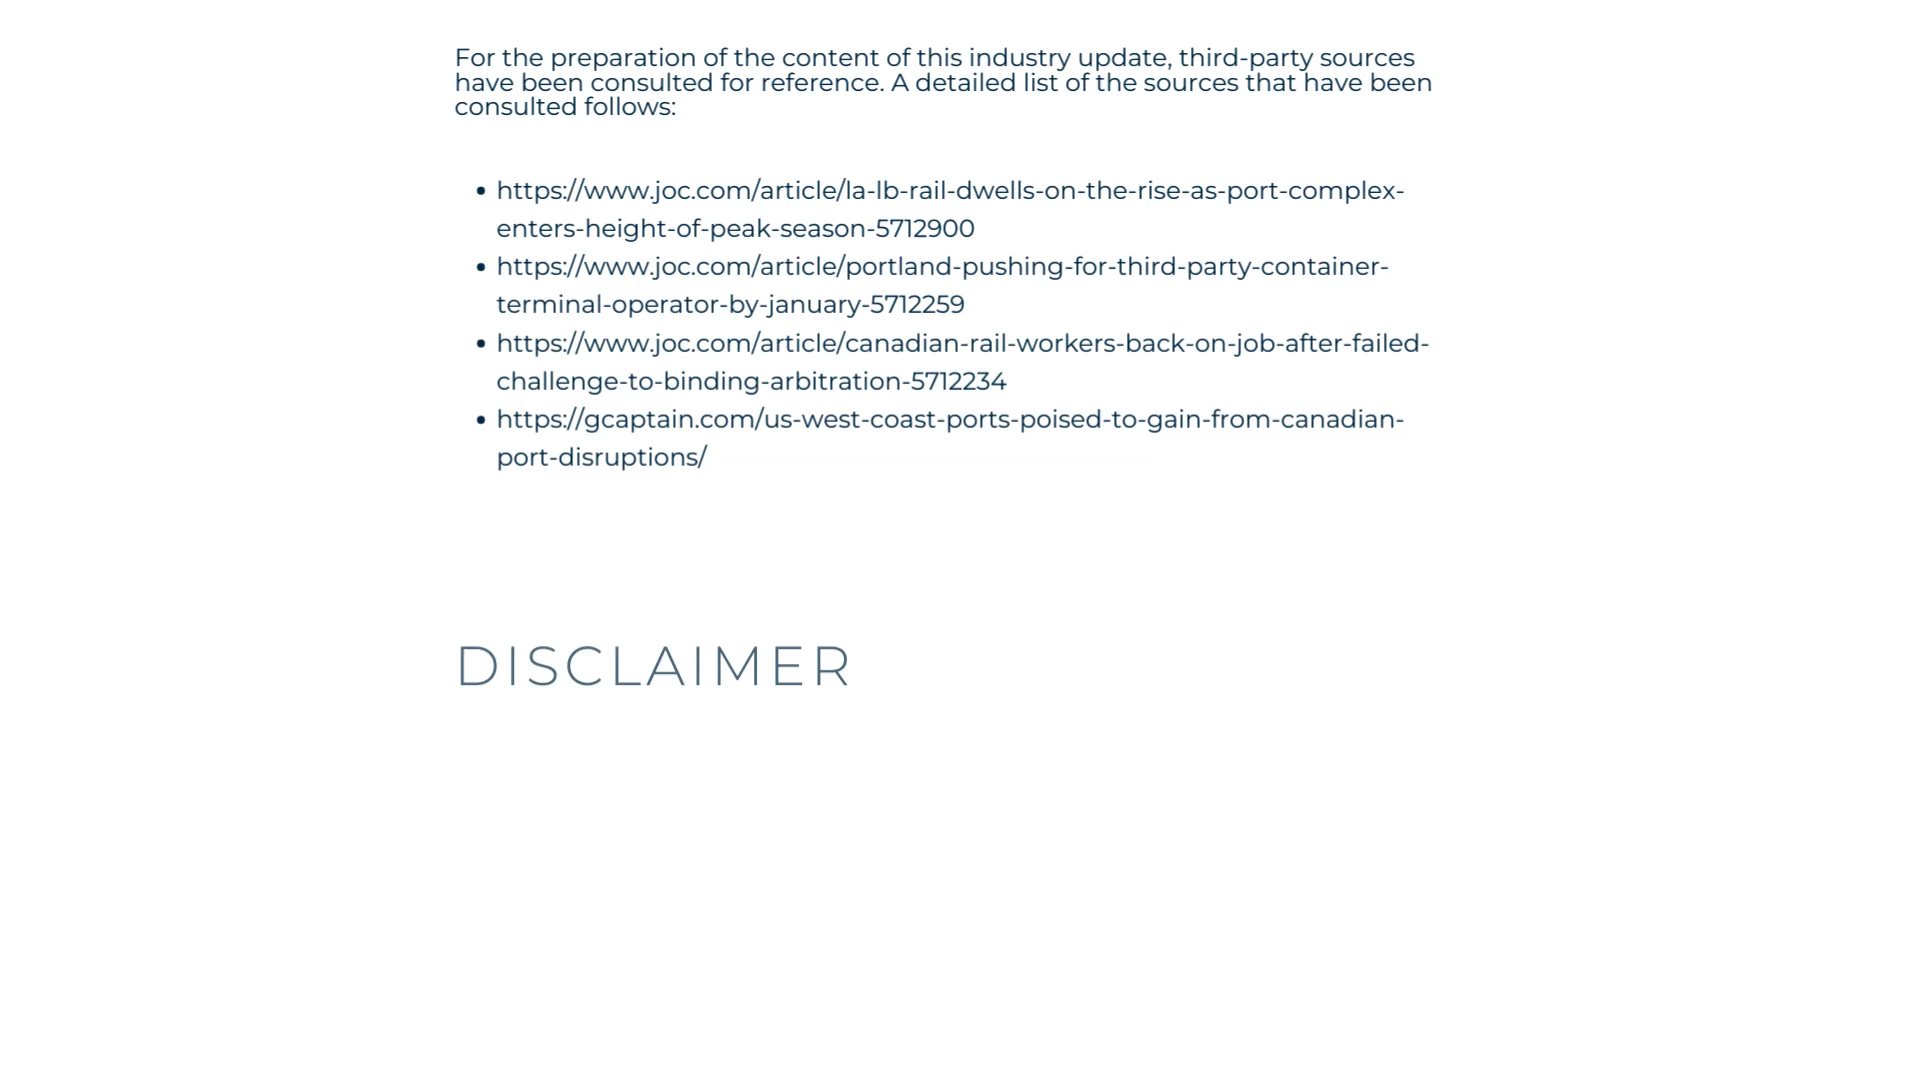 For the preparation of the content of this industry update, third-party sources
have been consulted for reference. A detailed list of the sources that have been
consulted follows:
• https://www.joc.com/article/la-lb-rail-dwells-on-the-rise-as-port-complex-
enters-height-of-peak-season-5712900
• https://www.joc.com/article/portland-pushing-for-third-party-container-
terminal-operator-by-january-5712259
• https://www.joc.com/article/canadian-rail-workers-back-on-job-after-failed-
challenge-to-binding-arbitration-5712234
• https://gcaptain.com/us-west-coast-ports-poised-to-gain-from-canadian-
port-disruptions/
DISCLAIMER